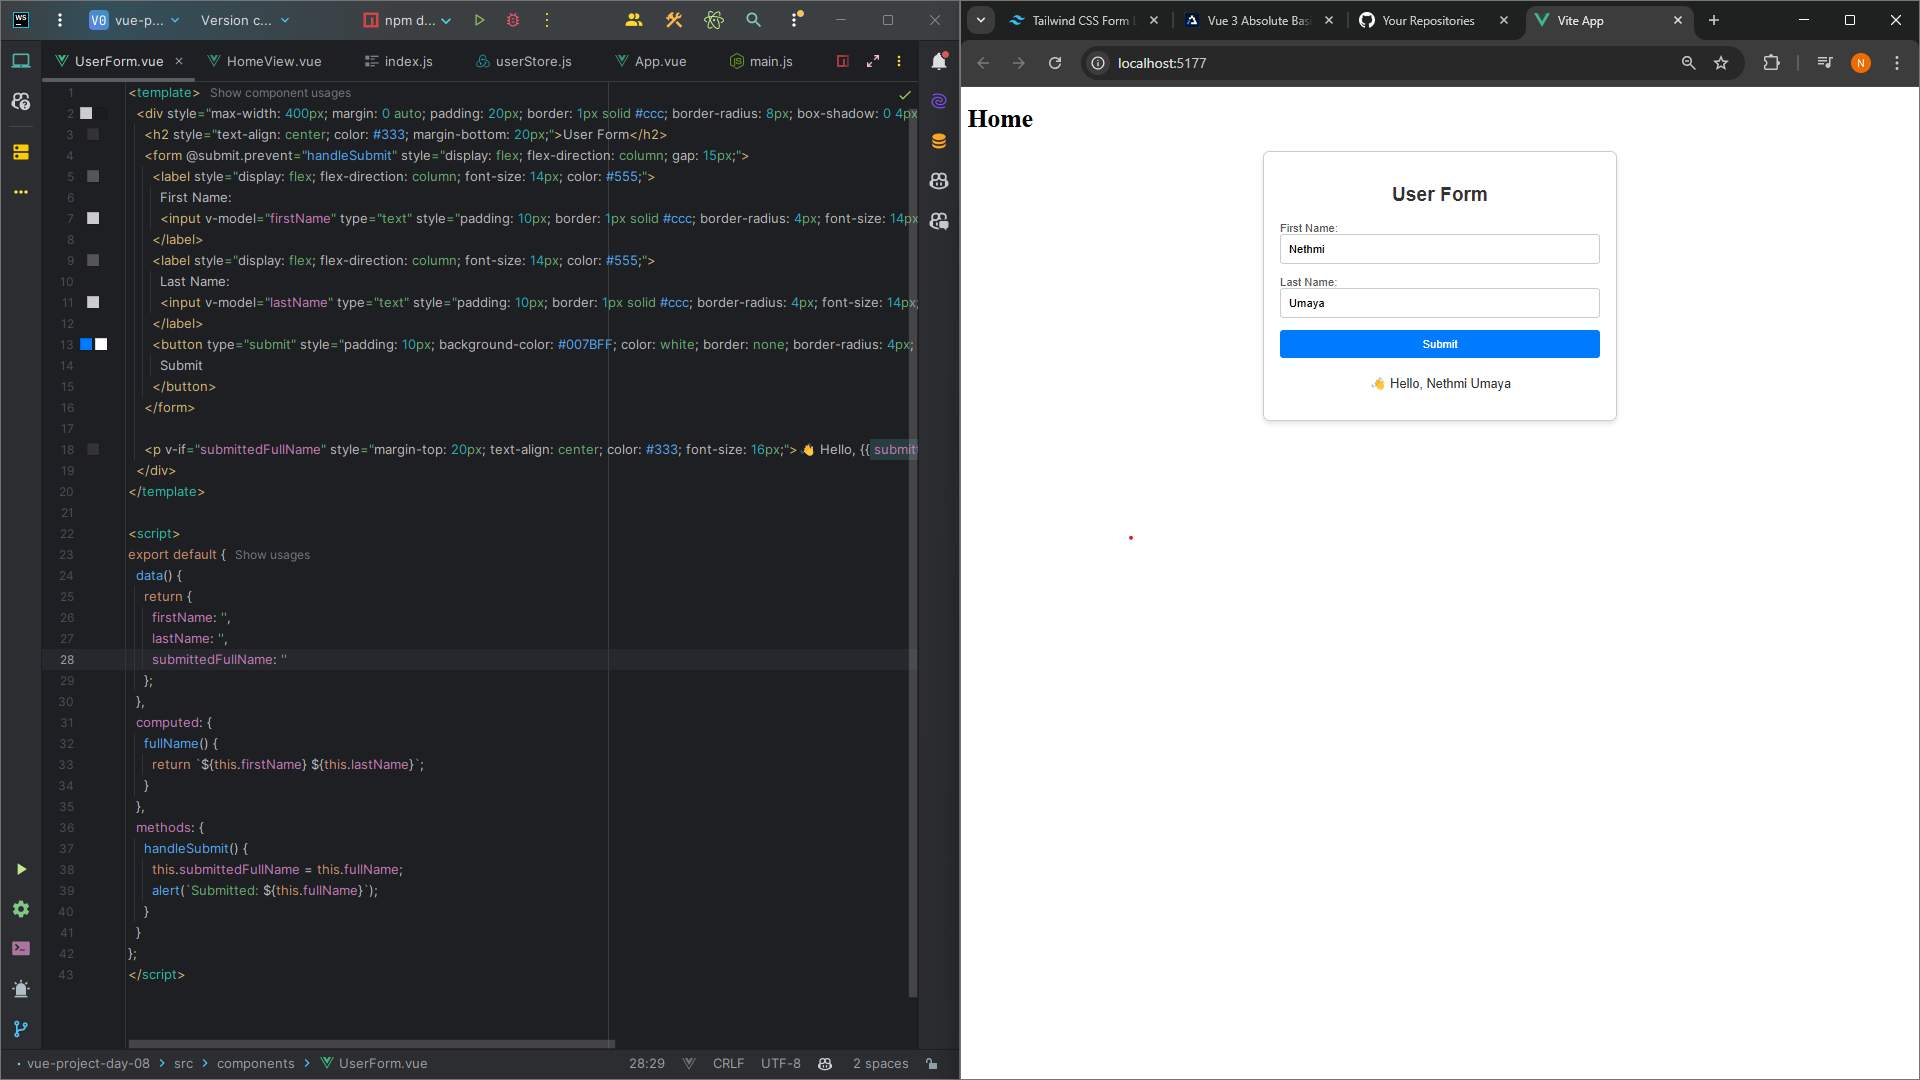 WS
V0 vue-p...
Version c...
npm d...
UserForm.vue
HomeView.vue
index.js
userStore.js
App.vue
main.js
1 <template> Show component usages
2 <div style="max-width: 400px; margin: 0 auto; padding: 20px; border: 1px solid #ccc; border-radius: 8px; box-shadow: 0 4px
3 <h2 style="text-align: center; color: #333; margin-bottom: 20px;">User Form</h2>
4 <form @submit.prevent="handleSubmit" style="display: flex; flex-direction: column; gap: 15px;">
5 <label style="display: flex; flex-direction: column; font-size: 14px; color: #555;">
6 First Name:
7 <input v-model="firstName" type="text" style="padding: 10px; border: 1px solid #ccc; border-radius: 4px; font-size: 14px
8 </label>
9 <label style="display: flex; flex-direction: column; font-size: 14px; color: #555;">
10 Last Name:
11 <input v-model="lastName" type="text" style="padding: 10px; border: 1px solid #ccc; border-radius: 4px; font-size: 14px;
12 </label>
13 <button type="submit" style="padding: 10px; background-color: #007BFF; color: white; border: none; border-radius: 4px;
14 Submit
15 </button>
16 </form>
17
18 <p v-if="submittedFullName" style="margin-top: 20px; text-align: center; color: #333; font-size: 16px;"> 👋 Hello, {{ submitt
19 </div>
20 </template>
21
22 <script>
23 export default { Show usages
24 data() {
25 return {
26 firstName: '',
27 lastName: '',
28 submittedFullName: ''
29 };
30 },
31 computed: {
32 fullName() {
33 return `${this.firstName} ${this.lastName}`;
34 }
35 },
36 methods: {
37 handleSubmit() {
38 this.submittedFullName = this.fullName;
39 alert(`Submitted: ${this.fullName}`);
40 }
41 }
42 };
43 </script>
vue-project-day-08 > src > components > UserForm.vue
28:29 CRLF UTF-8 2 spaces
Tailwind CSS Form
Vue 3 Absolute Basi
Your Repositories
Vite App
localhost:5177
N
Home
User Form
First Name:
Nethmi
Last Name:
Umaya
Submit
👋 Hello, Nethmi Umaya